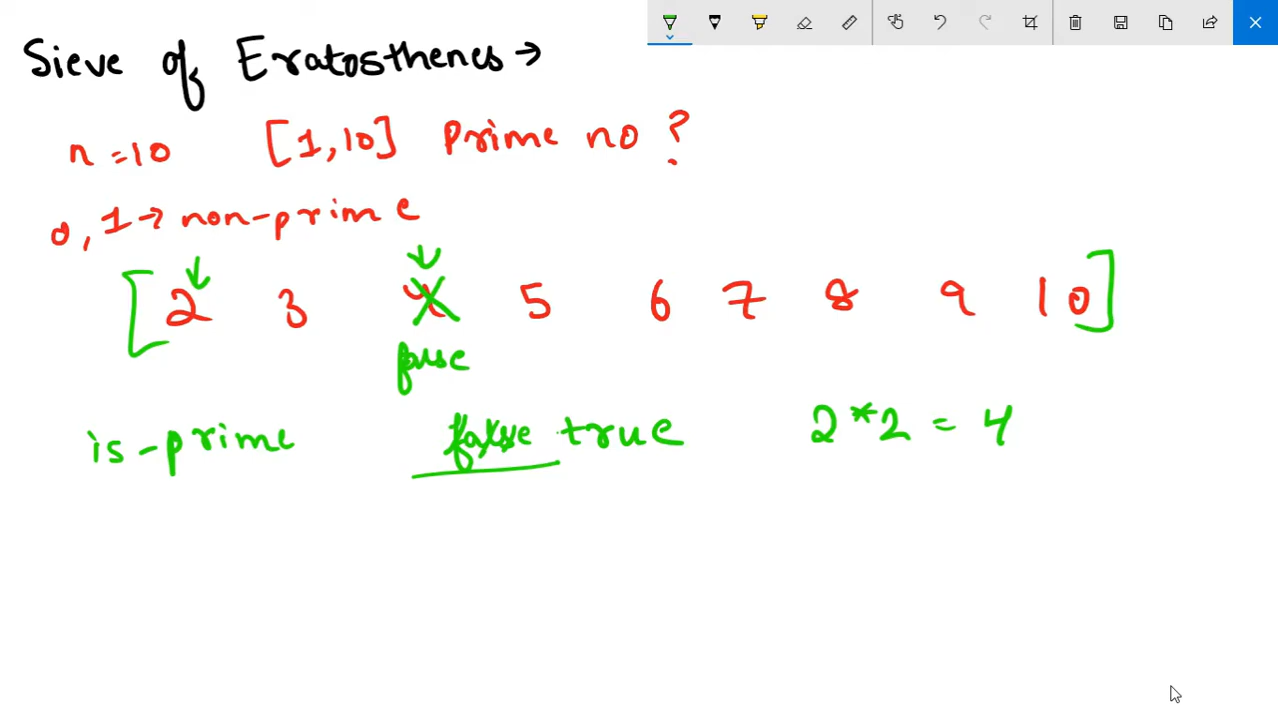 Sieve of Eratosthenes →
n = 10 [1, 10] Prime no ?
0, 1 → non-prime
[2 3 4 5 6 7 8 9 10]
false
is-prime false true 2 * 2 = 4